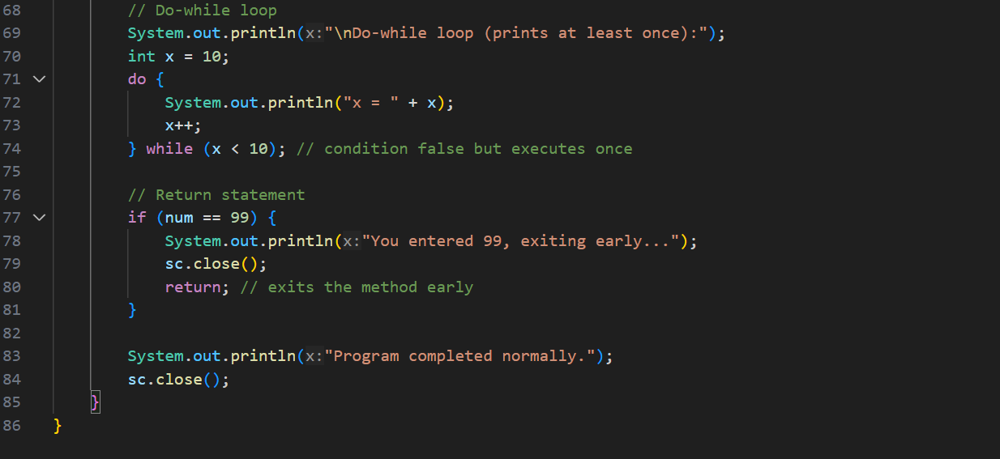 68 // Do-while loop
69 System.out.println(x:"\nDo-while loop (prints at least once):");
70 int x = 10;
71 do {
72 System.out.println("x = " + x);
73 x++;
74 } while (x < 10); // condition false but executes once
75
76 // Return statement
77 if (num == 99) {
78 System.out.println(x:"You entered 99, exiting early...");
79 sc.close();
80 return; // exits the method early
81 }
82
83 System.out.println(x:"Program completed normally.");
84 sc.close();
85 }
86 }